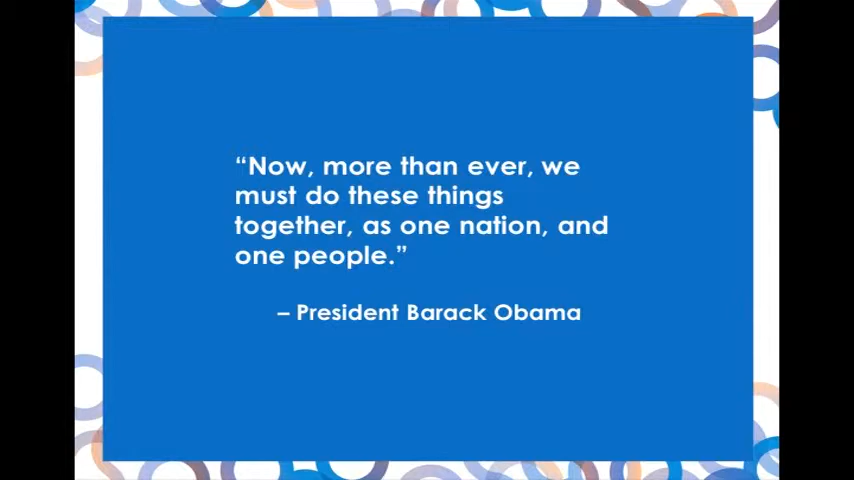 “Now, more than ever, we
must do these things
together, as one nation, and
one people.”
– President Barack Obama